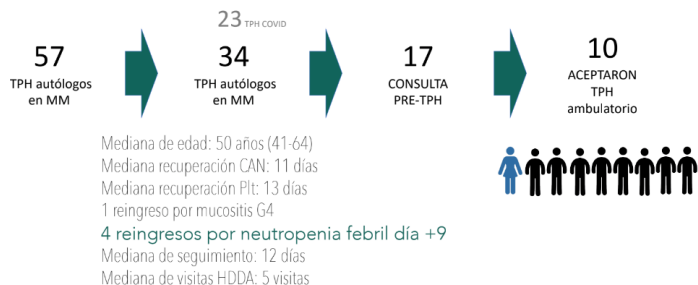 23 TPH COVID
57
TPH autólogos
en MM
34
TPH autólogos
en MM
17
CONSULTA
PRE-TPH
10
ACEPTARON
TPH
ambulatorio
Mediana de edad: 50 años (41-64)
Mediana recuperación CAN: 11 días
Mediana recuperación Plt: 13 días
1 reingreso por mucositis G4
4 reingresos por neutropenia febril día +9
Mediana de seguimiento: 12 días
Mediana de visitas HDDA: 5 visitas